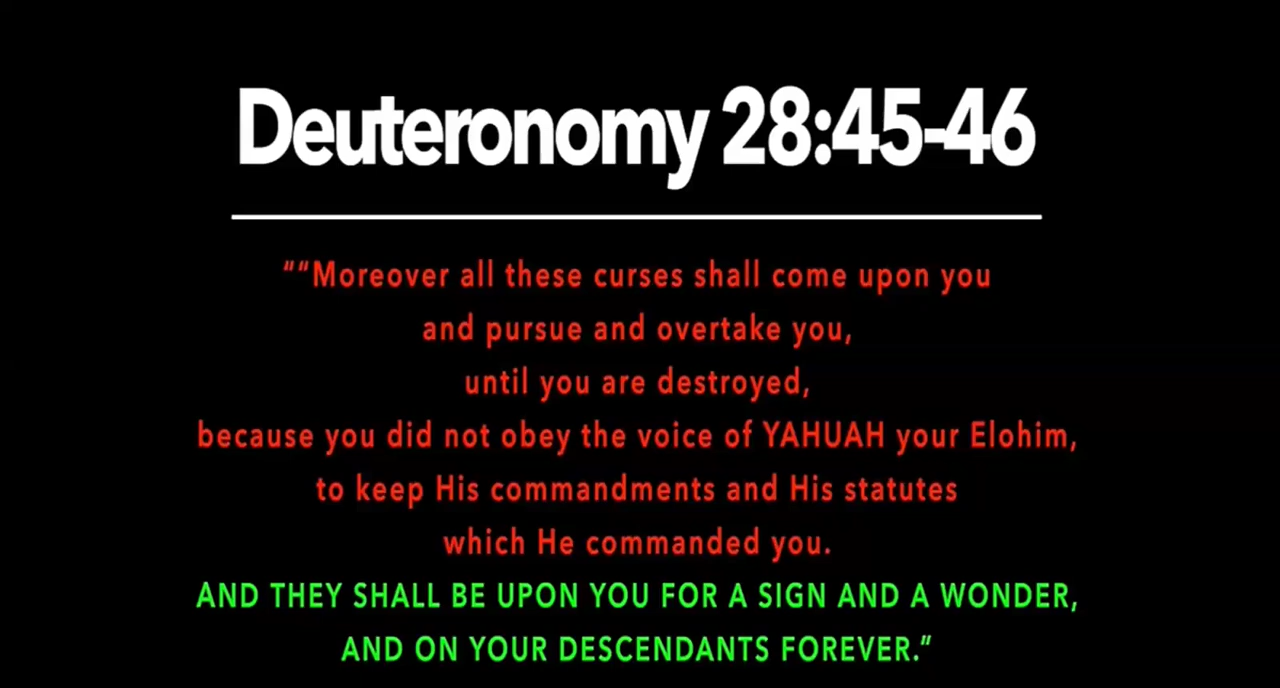 Deuteronomy 28:45-46
““Moreover all these curses shall come upon you
and pursue and overtake you,
until you are destroyed,
because you did not obey the voice of YAHUAH your Elohim,
to keep His commandments and His statutes
which He commanded you.
AND THEY SHALL BE UPON YOU FOR A SIGN AND A WONDER,
AND ON YOUR DESCENDANTS FOREVER.”